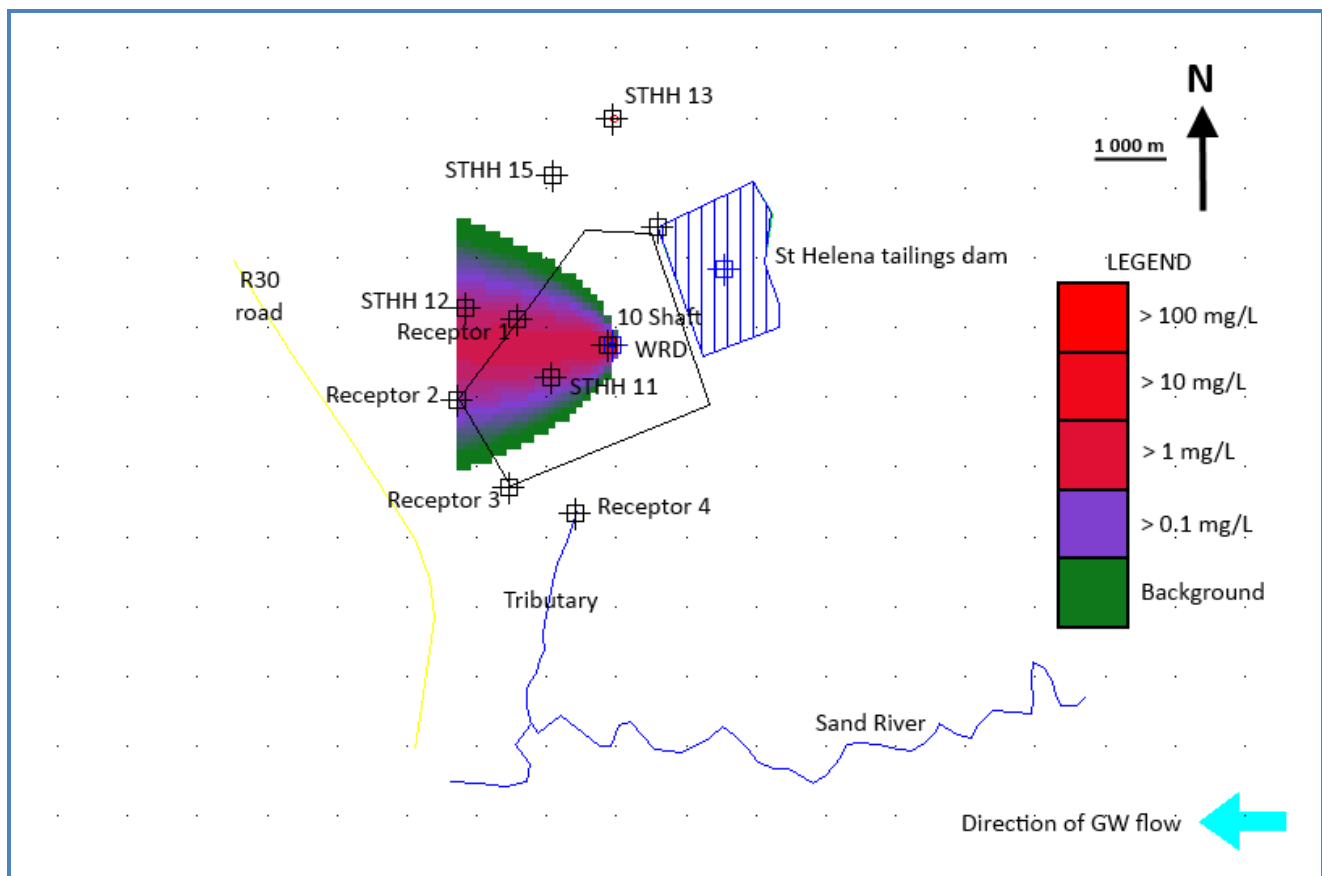 STHH 13
N
1 000 m
STHH 15
St Helena tailings dam
LEGEND
R30
road
STHH 12
10 Shaft
> 100 mg/L
Receptor 1
WRD
> 10 mg/L
Receptor 2
STHH 11
> 1 mg/L
Receptor 3
Receptor 4
> 0.1 mg/L
Tributary
Background
Sand River
Direction of GW flow